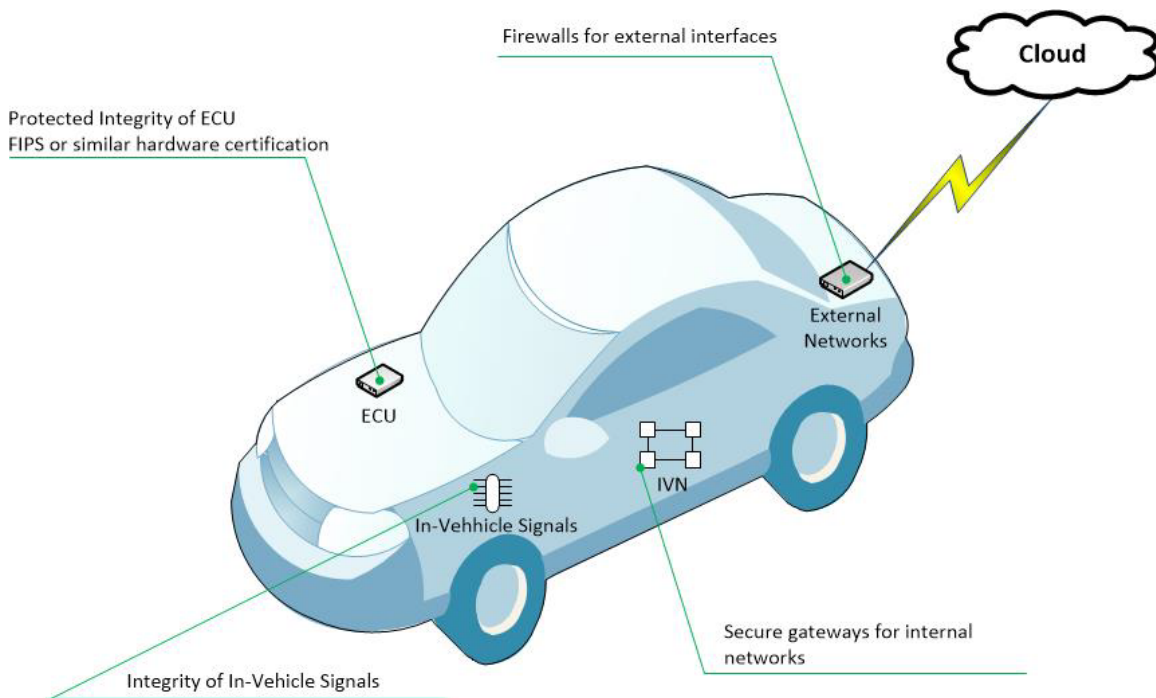 Firewalls for external interfaces
Cloud
Protected Integrity of ECU
FIPS or similar hardware certification
External
Networks
ECU
IVN
In-Vehhicle Signals
Secure gateways for internal
networks
Integrity of In-Vehicle Signals